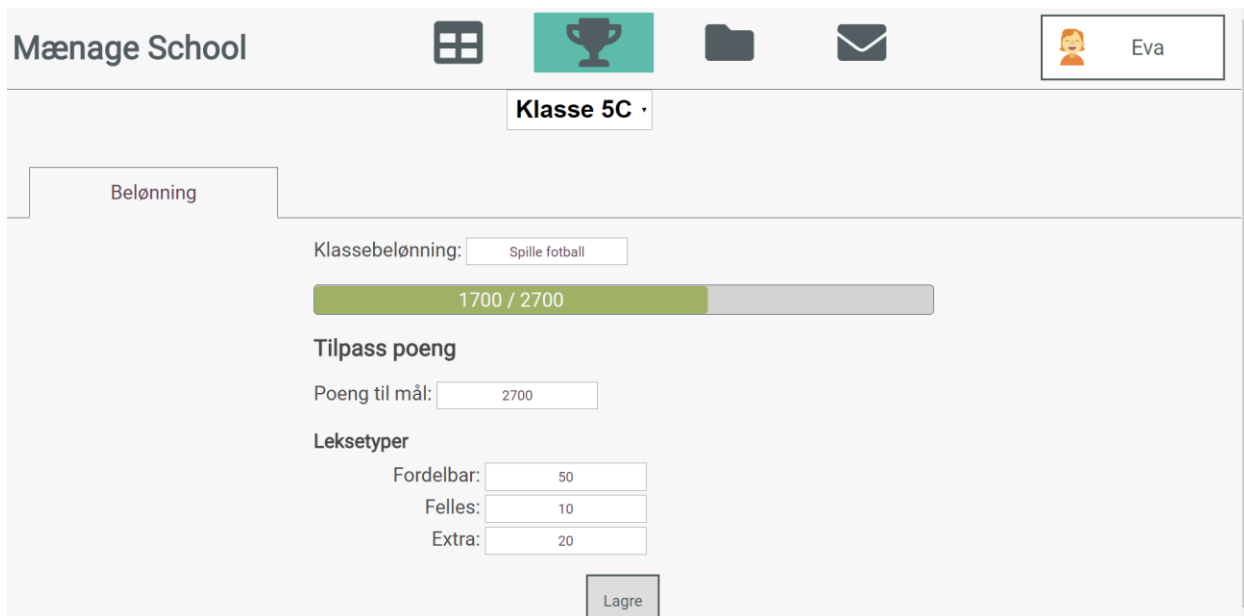 Mænage School
Eva
Klasse 5C
Belønning
Klassebelønning: Spille fotball
1700 / 2700
Tilpass poeng
Poeng til mål: 2700
Leksetyper
Fordelbar: 50
Felles: 10
Extra: 20
Lagre